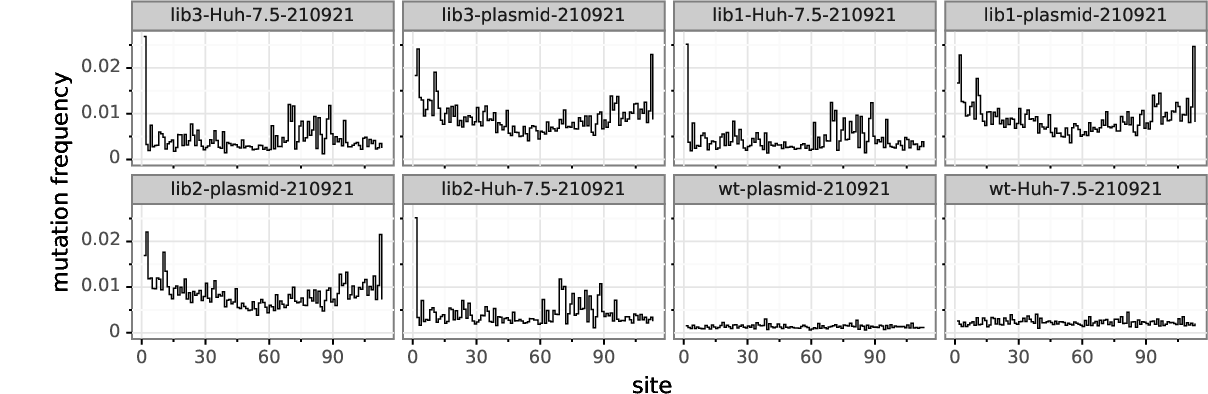 lib3-Huh-7.5-210921 lib3-plasmid-210921 lib1-Huh-7.5-210921 lib1-plasmid-210921
0.02
0.01
0
lib2-plasmid-210921 lib2-Huh-7.5-210921 wt-plasmid-210921 wt-Huh-7.5-210921
0.02
0.01
0
0 30 60 90 0 30 60 90 0 30 60 90 0 30 60 90
site
mutation frequency